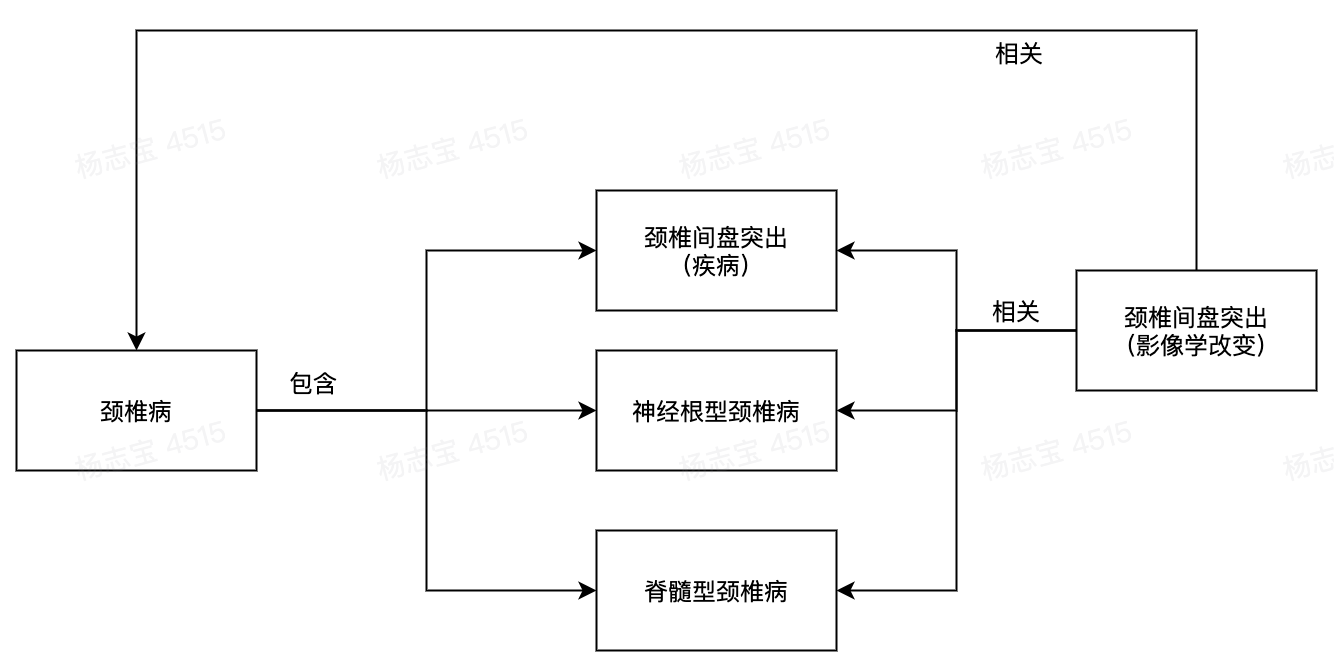 相关
杨志宝 4515
杨志宝 4515
杨志宝 4515
杨志宝 4515
杨志
颈椎间盘突出
（疾病）
相关
颈椎间盘突出
（影像学改变）
包含
颈椎病
神经根型颈椎病
杨志宝 4515
杨志宝 4515
杨志宝 4515
杨志宝 4515
杨志
脊髓型颈椎病